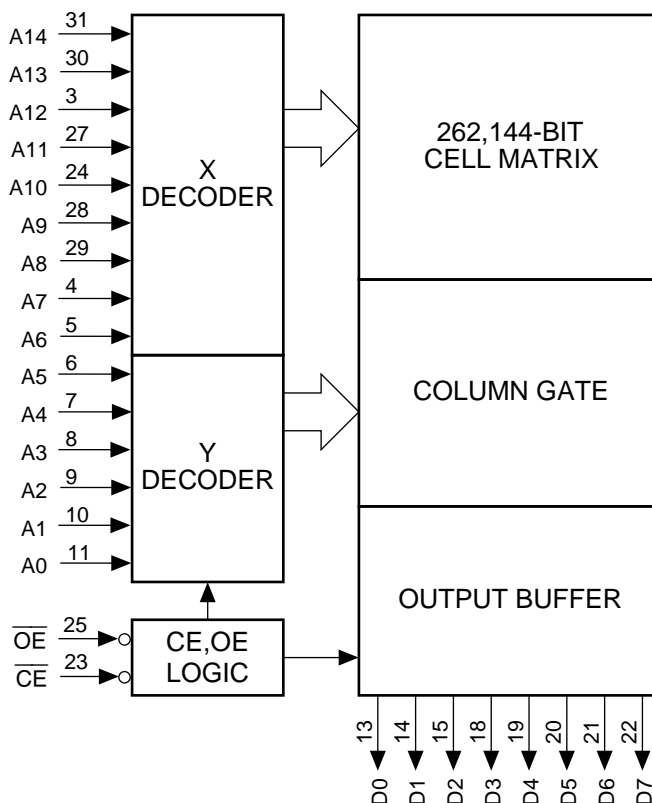 A14 31
A13 30
A12 3
A11 27
A10 24
A9 28
A8 29
A7 4
A6 5
A5 6
A4 7
A3 8
A2 9
A1 10
A0 11
X
DECODER
Y
DECODER
262,144-BIT
CELL MATRIX
COLUMN GATE
OUTPUT BUFFER
O̅E̅ 25
C̅E̅ 23
CE,OE
LOGIC
13 14 15 18 19 20 21 22
D0 D1 D2 D3 D4 D5 D6 D7